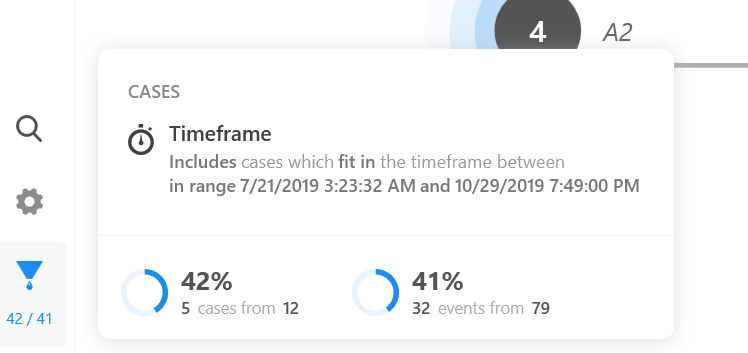 4 A2
CASES
Timeframe
Includes cases which fit in the timeframe between
in range 7/21/2019 3:23:32 AM and 10/29/2019 7:49:00 PM
42% 41%
5 cases from 12 32 events from 79
42 / 41